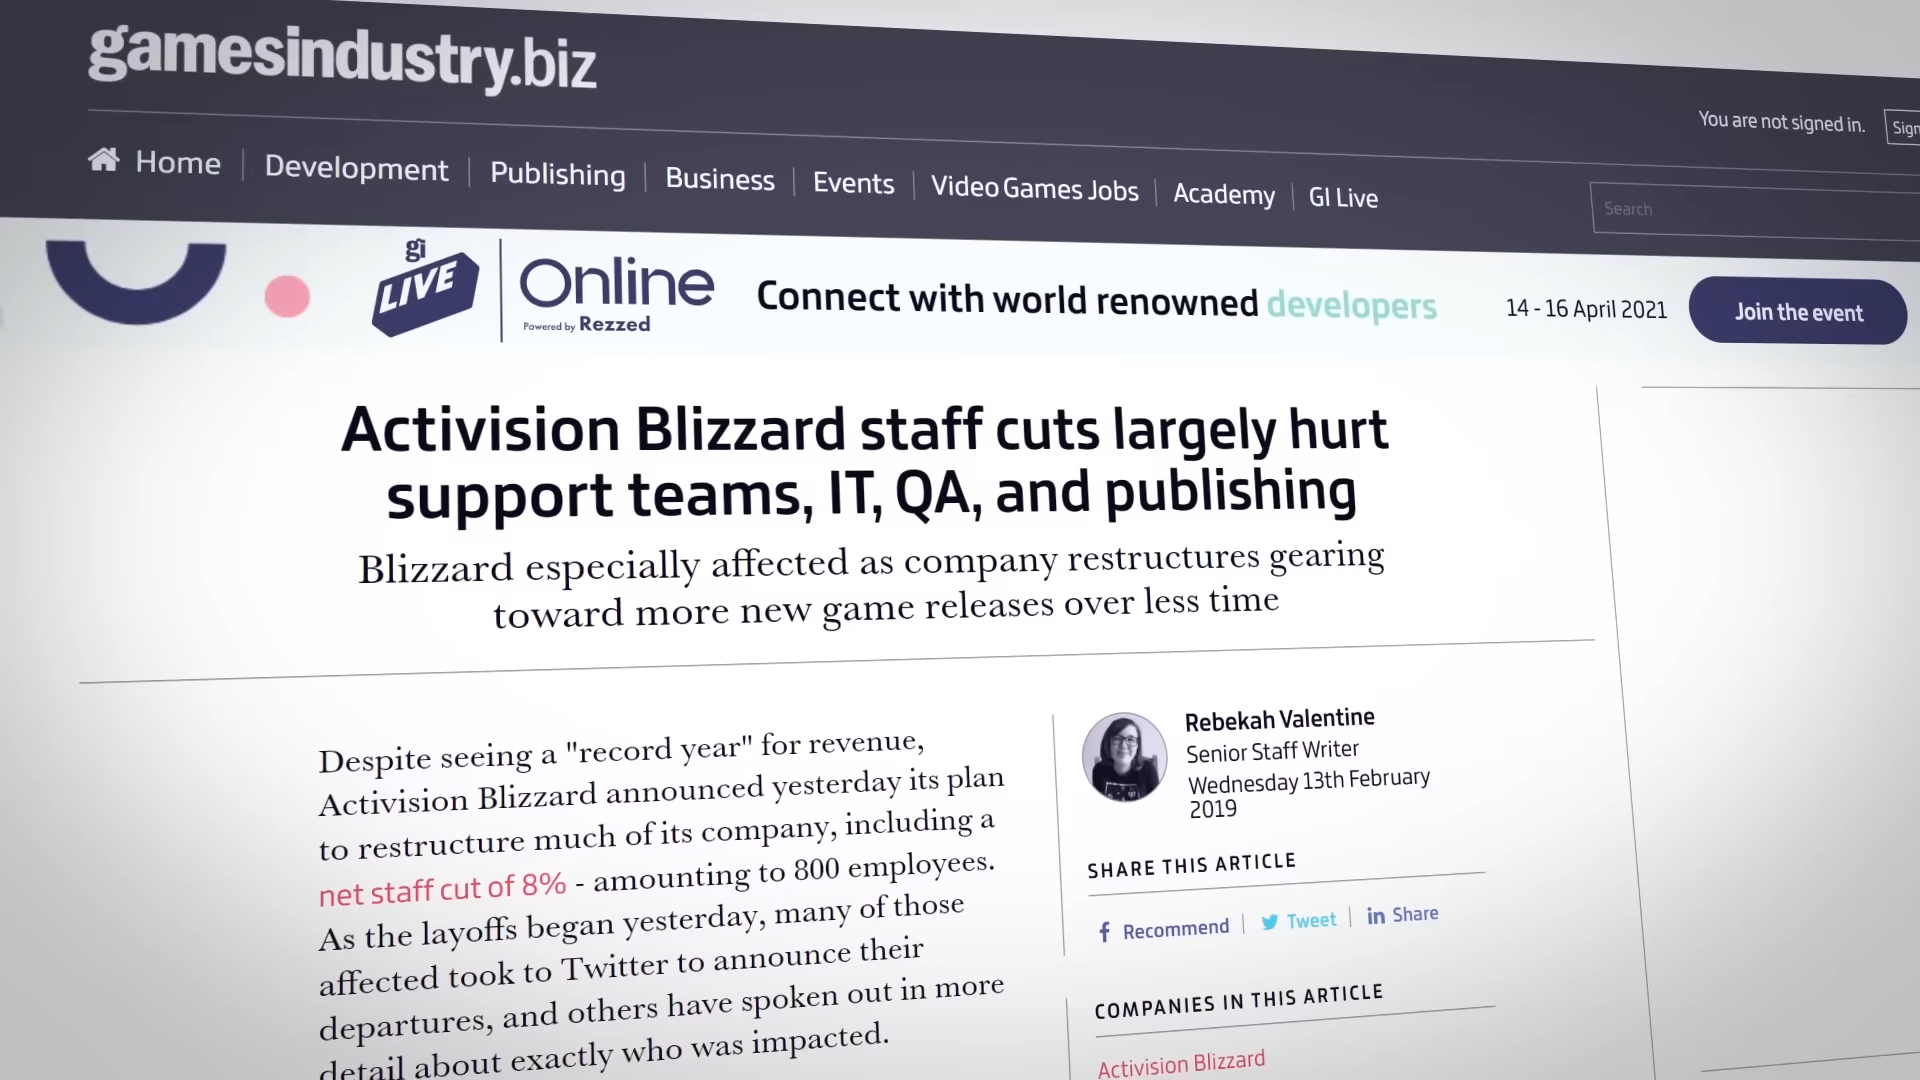 gamesindustry.biz
You are not signed in.
Sign
Home
Development
Publishing
Business
Events
Video Games Jobs
Academy
GI Live
Search
gi
LIVE
Online
Powered by Rezzed
Connect with world renowned developers
14 - 16 April 2021
Join the event
Activision Blizzard staff cuts largely hurt
support teams, IT, QA, and publishing
Blizzard especially affected as company restructures gearing
toward more new game releases over less time
Despite seeing a "record year" for revenue,
Activision Blizzard announced yesterday its plan
to restructure much of its company, including a
net staff cut of 8% - amounting to 800 employees.
As the layoffs began yesterday, many of those
affected took to Twitter to announce their
departures, and others have spoken out in more
detail about exactly who was impacted.
Rebekah Valentine
Senior Staff Writer
Wednesday 13th February
2019
SHARE THIS ARTICLE
Recommend
Tweet
Share
COMPANIES IN THIS ARTICLE
Activision Blizzard